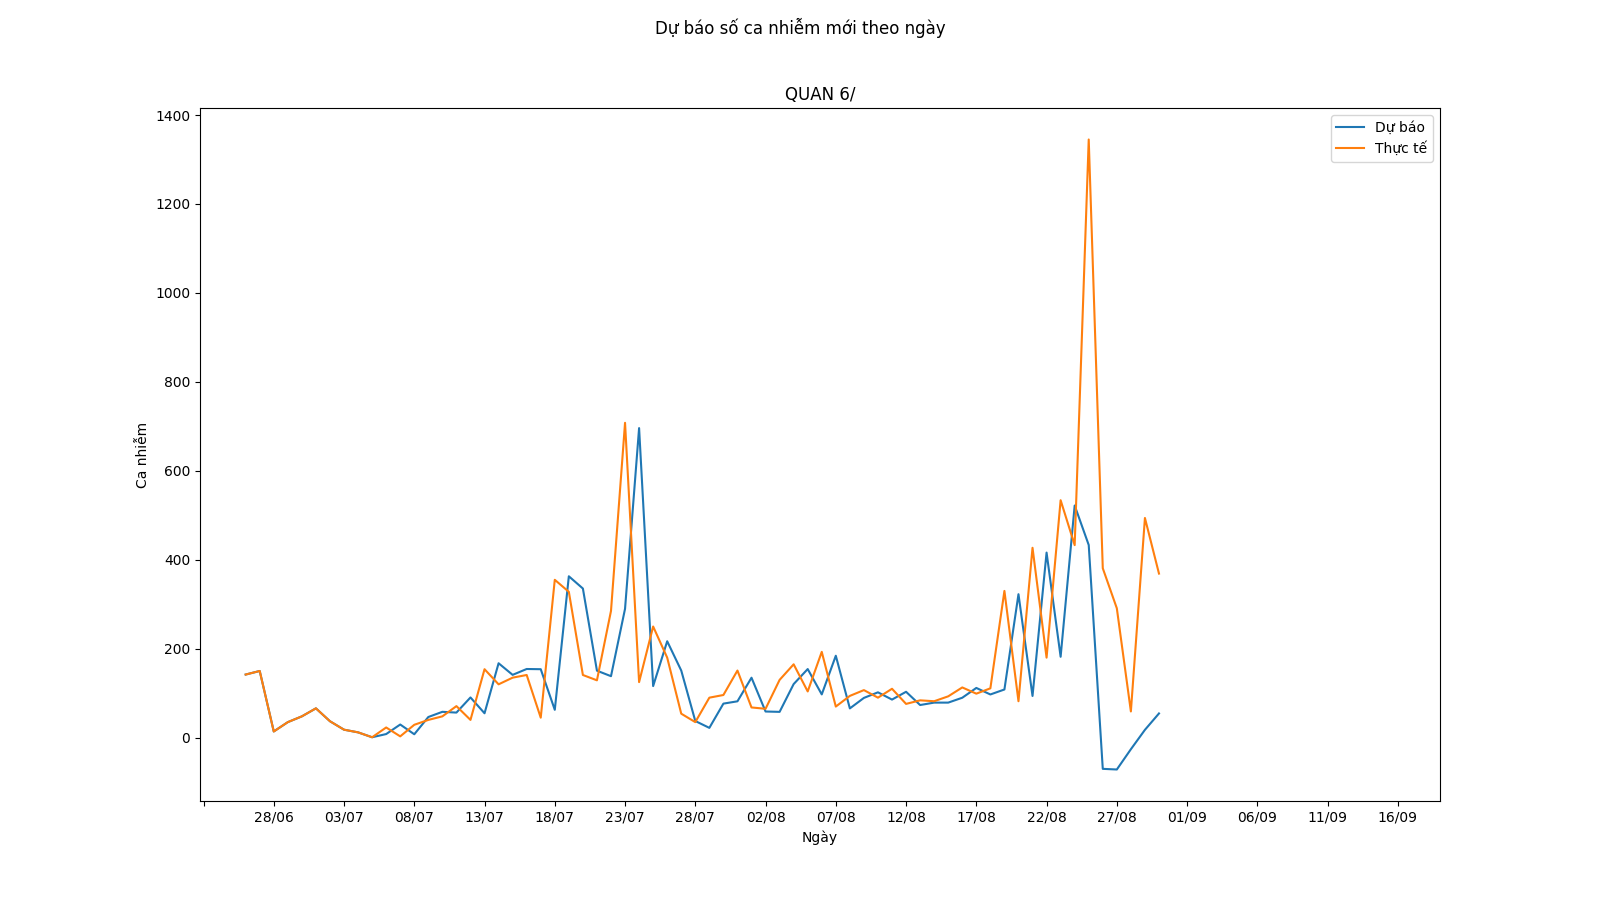 Dự báo số ca nhiễm mới theo ngày
QUAN 6/
Dự báo
Thực tế
1400
1200
1000
800
600
400
200
0
Ca nhiễm
28/06 03/07 08/07 13/07 18/07 23/07 28/07 02/08 07/08 12/08 17/08 22/08 27/08 01/09 06/09 11/09 16/09
Ngày